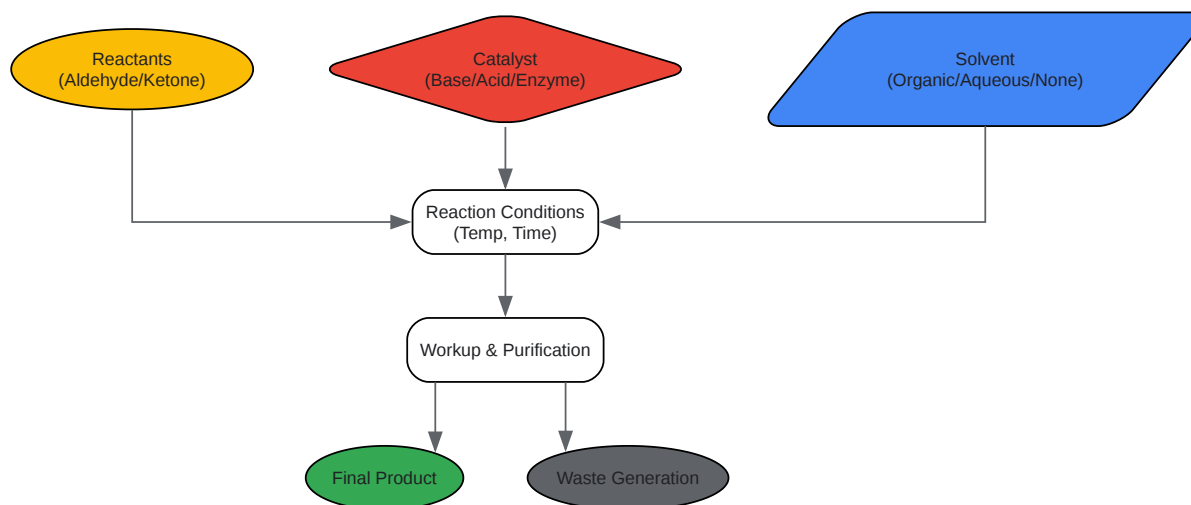 Reactants
(Aldehyde/Ketone)
Catalyst
(Base/Acid/Enzyme)
Solvent
(Organic/Aqueous/None)
Reaction Conditions
(Temp, Time)
Workup & Purification
Final Product
Waste Generation